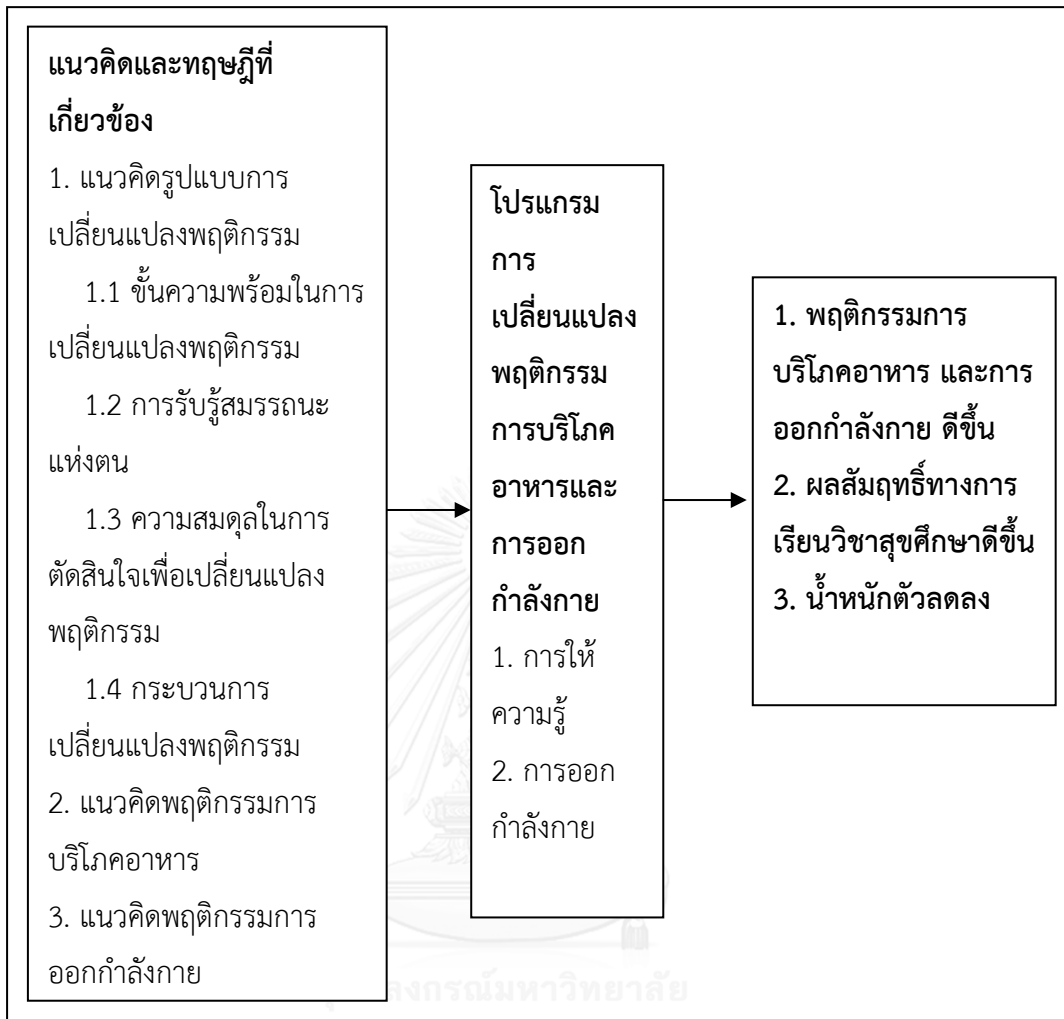 แนวคิดและทฤษฎีที่
เกี่ยวข้อง
1. แนวคิดรูปแบบการ
เปลี่ยนแปลงพฤติกรรม
1.1 ขั้นความพร้อมในการ
เปลี่ยนแปลงพฤติกรรม
1.2 การรับรู้สมรรถนะ
แห่งตน
1.3 ความสมดุลในการ
ตัดสินใจเพื่อเปลี่ยนแปลง
พฤติกรรม
1.4 กระบวนการ
เปลี่ยนแปลงพฤติกรรม
2. แนวคิดพฤติกรรมการ
บริโภคอาหาร
3. แนวคิดพฤติกรรมการ
ออกกำลังกาย
โปรแกรม
การ
เปลี่ยนแปลง
พฤติกรรม
การบริโภค
อาหารและ
การออก
กำลังกาย
1. การให้
ความรู้
2. การออก
กำลังกาย
1. พฤติกรรมการ
บริโภคอาหาร และการ
ออกกำลังกาย ดีขึ้น
2. ผลสัมฤทธิ์ทางการ
เรียนวิชาสุขศึกษาดีขึ้น
3. น้ำหนักตัวลดลง
ลงกรณ์มหาวิทยาลัย